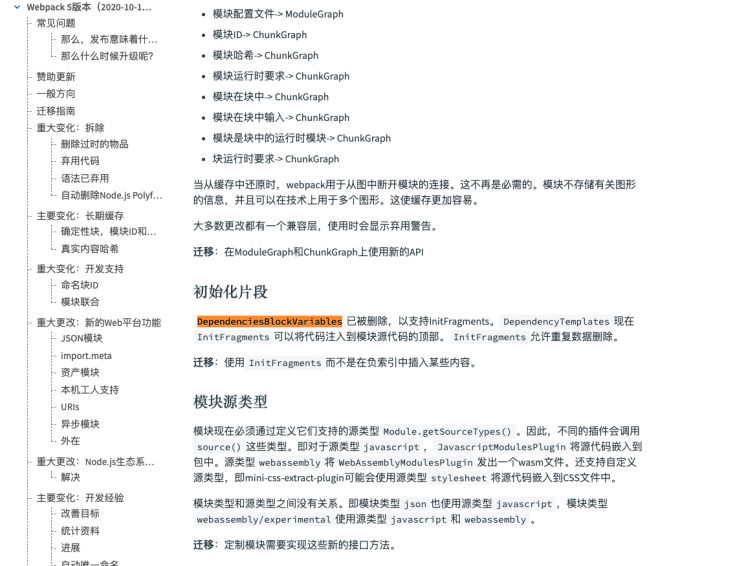 Webpack 5版本（2020-10-1...
常见问题
那么，发布意味着什...
那么什么时候升级呢？
赞助更新
一般方向
迁移指南
重大变化：拆除
删除过时的物品
弃用代码
语法已弃用
自动删除Node.js Polyf...
主要变化：长期缓存
确定性块，模块ID和...
真实内容哈希
重大变化：开发支持
命名块ID
模块联合
重大更改：新的Web平台功能
JSON模块
import.meta
资产模块
本机工人支持
URIs
异步模块
外在
重大更改：Node.js生态系...
解决
主要变化：开发经验
改善目标
统计资料
进展
自动唯一命名
模块配置文件-> ModuleGraph
模块ID-> ChunkGraph
模块哈希-> ChunkGraph
模块运行时要求-> ChunkGraph
模块在块中-> ChunkGraph
模块在块中输入-> ChunkGraph
模块是块中的运行时模块-> ChunkGraph
块运行时要求-> ChunkGraph
当从缓存中还原时，webpack用于从图中断开模块的连接。这不再是必需的。模块不存储有关图形
的信息，并且可以在技术上用于多个图形。这使缓存更加容易。
大多数更改都有一个兼容层，使用时会显示弃用警告。
迁移：在ModuleGraph和ChunkGraph上使用新的API
初始化片段
DependenciesBlockVariables 已被删除，以支持InitFragments。 DependencyTemplates 现在
InitFragments 可以将代码注入到模块源代码的顶部。 InitFragments 允许重复数据删除。
迁移：使用 InitFragments 而不是在负索引中插入某些内容。
模块源类型
模块现在必须通过定义它们支持的源类型 Module.getSourceTypes() 。因此，不同的插件会调用
source() 这些类型。即对于源类型 javascript ， JavascriptModulesPlugin 将源代码嵌入到
包中。源类型 webassembly 将 WebAssemblyModulesPlugin 发出一个wasm文件。还支持自定义
源类型，即mini-css-extract-plugin可能会使用源类型 stylesheet 将源代码嵌入到CSS文件中。
模块类型和源类型之间没有关系。即模块类型 json 也使用源类型 javascript ，模块类型
webassembly/experimental 使用源类型 javascript 和 webassembly 。
迁移：定制模块需要实现这些新的接口方法。